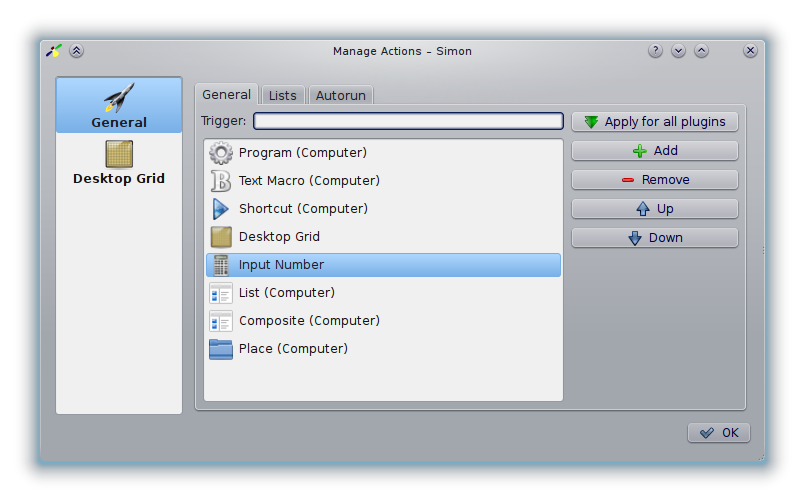 Manage Actions – Simon
?
General
Desktop Grid
General Lists Autorun
Trigger:
Program (Computer)
Text Macro (Computer)
Shortcut (Computer)
Desktop Grid
Input Number
List (Computer)
Composite (Computer)
Place (Computer)
Apply for all plugins
Add
Remove
Up
Down
OK